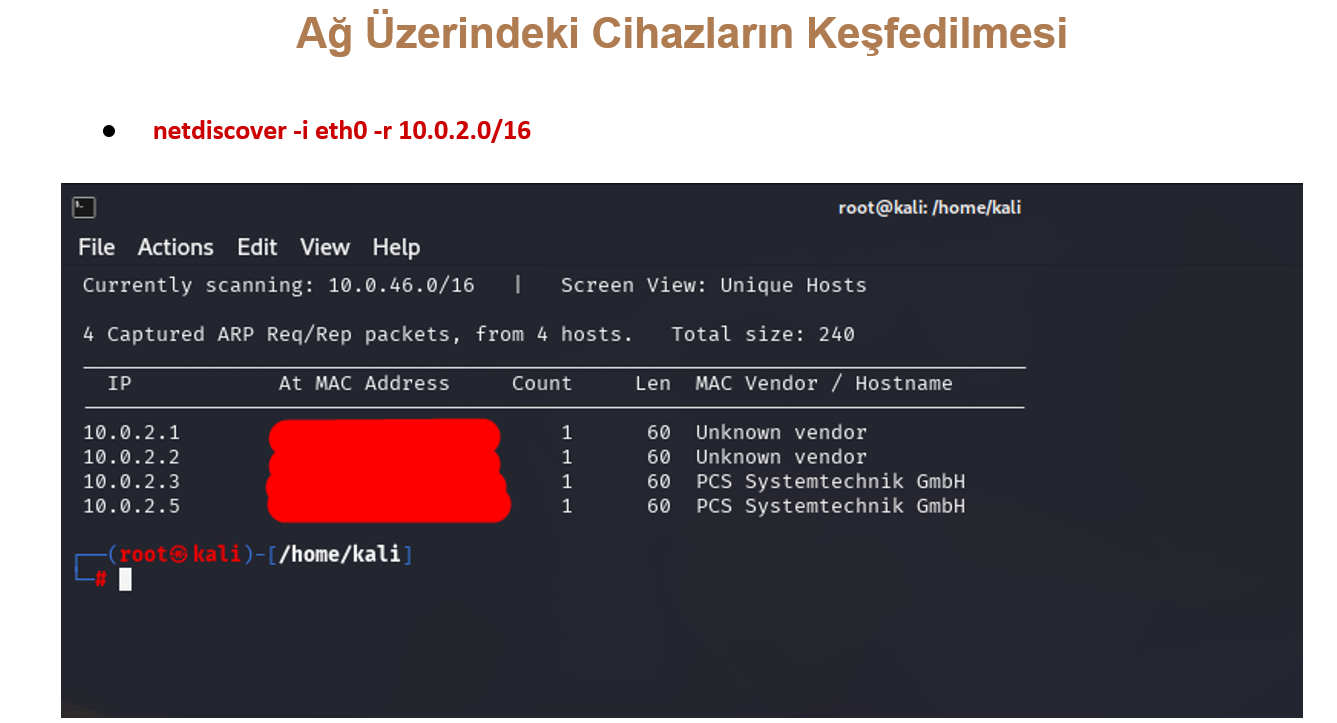 Ağ Üzerindeki Cihazların Keşfedilmesi
● netdiscover -i eth0 -r 10.0.2.0/16
root@kali: /home/kali
File Actions Edit View Help
Currently scanning: 10.0.46.0/16 | Screen View: Unique Hosts
4 Captured ARP Req/Rep packets, from 4 hosts. Total size: 240
IP At MAC Address Count Len MAC Vendor / Hostname
10.0.2.1 1 60 Unknown vendor
10.0.2.2 1 60 Unknown vendor
10.0.2.3 1 60 PCS Systemtechnik GmbH
10.0.2.5 1 60 PCS Systemtechnik GmbH
┌──(root㉿kali)-[/home/kali]
└─#